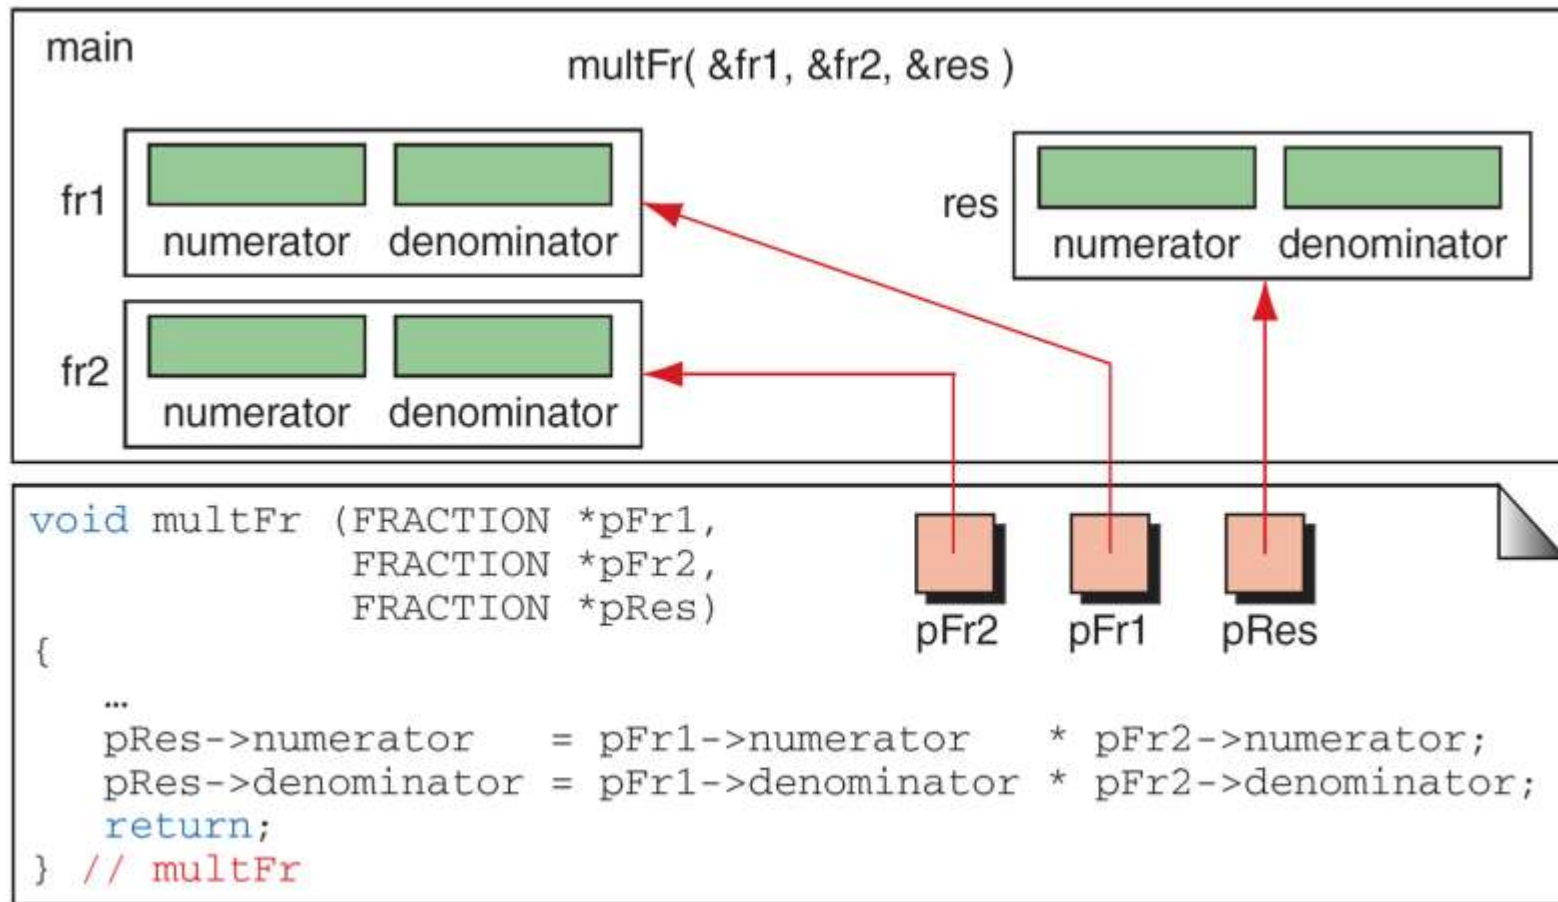 main
multFr( &fr1, &fr2, &res )
fr1
numerator denominator
res
numerator denominator
fr2
numerator denominator
void multFr (FRACTION *pFr1,
FRACTION *pFr2,
FRACTION *pRes)
pFr2 pFr1 pRes
{
…
pRes->numerator = pFr1->numerator * pFr2->numerator;
pRes->denominator = pFr1->denominator * pFr2->denominator;
return;
} // multFr